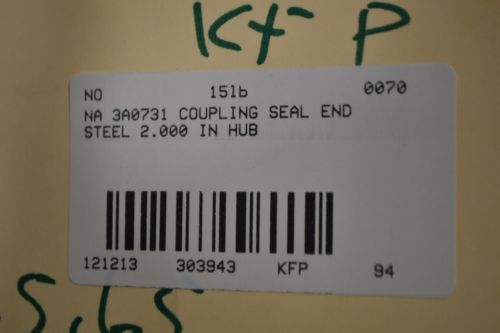 Kf P
NO 15lb 0070
NA 3A0731 COUPLING SEAL END
STEEL 2.000 IN HUB
121213 303943 KFP 94
5.65